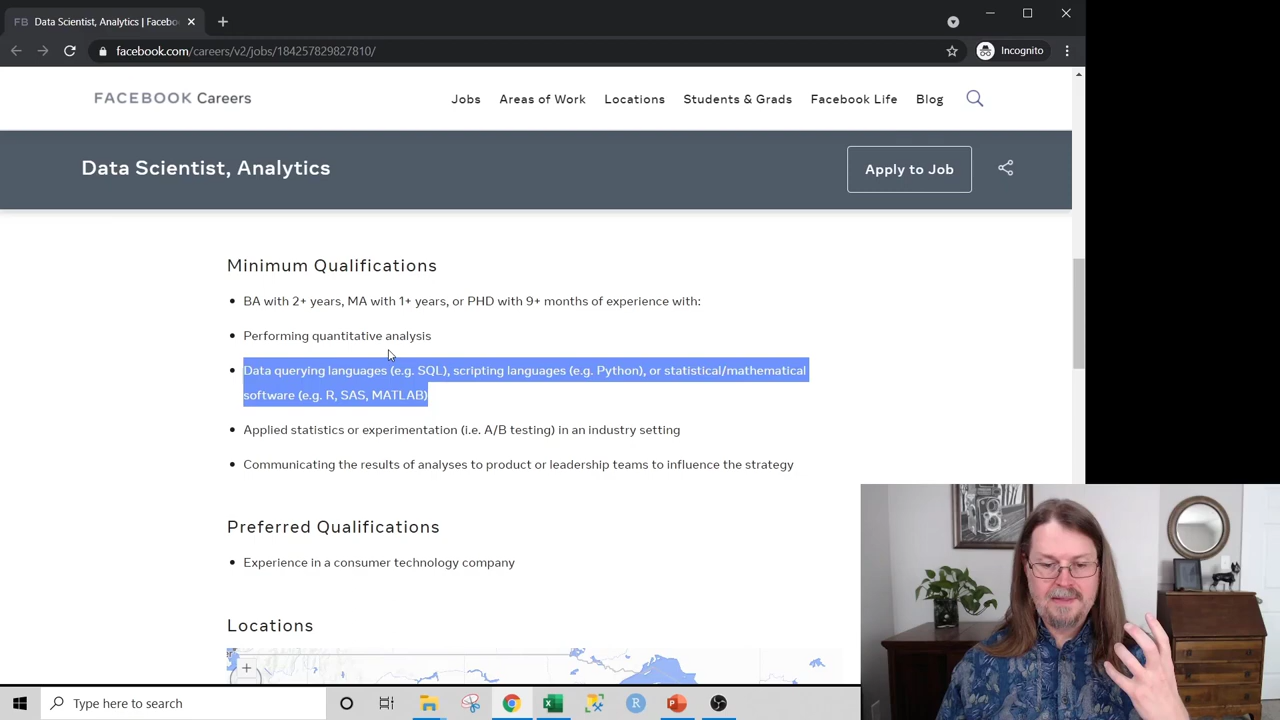 FB Data Scientist, Analytics | Facebo
facebook.com/careers/v2/jobs/184257829827810/
Incognito
FACEBOOK Careers
Jobs Areas of Work Locations Students & Grads Facebook Life Blog
Data Scientist, Analytics
Apply to Job
Minimum Qualifications
• BA with 2+ years, MA with 1+ years, or PHD with 9+ months of experience with:
• Performing quantitative analysis
• Data querying languages (e.g. SQL), scripting languages (e.g. Python), or statistical/mathematical
software (e.g. R, SAS, MATLAB)
• Applied statistics or experimentation (i.e. A/B testing) in an industry setting
• Communicating the results of analyses to product or leadership teams to influence the strategy
Preferred Qualifications
• Experience in a consumer technology company
Locations
Type here to search